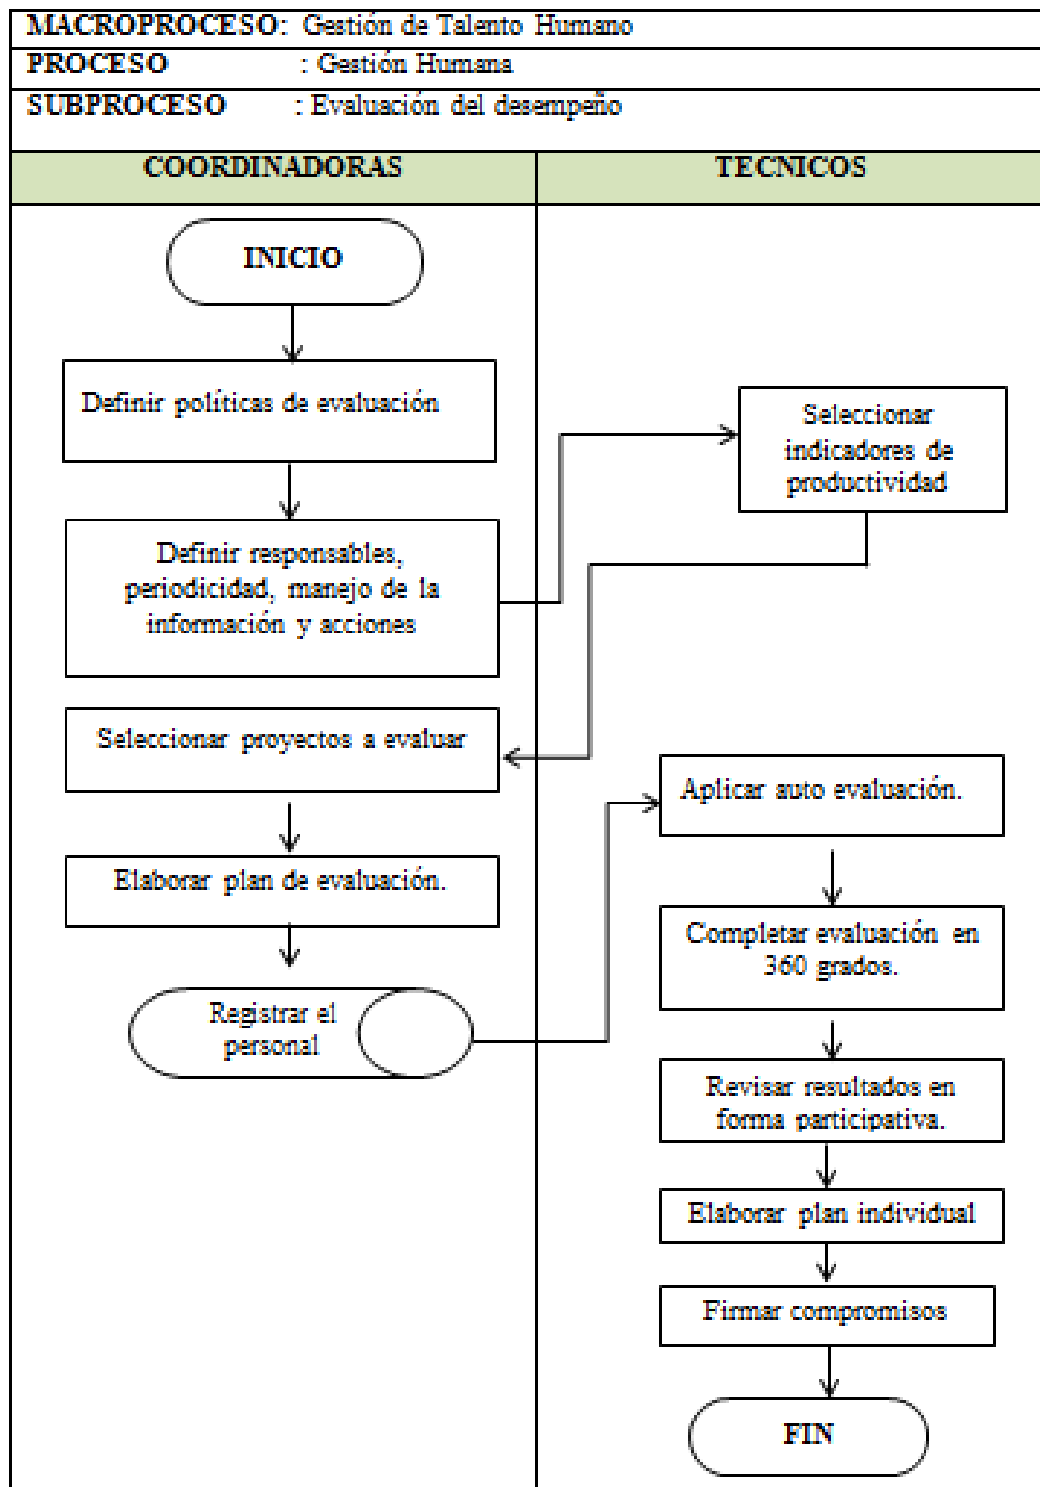 MACROPROCESO: Gestión de Talento Humano
PROCESO : Gestión Humana
SUBPROCESO : Evaluación del desempeño
COORDINADORAS
TECNICOS
INICIO
Definir políticas de evaluación
Seleccionar
indicadores de
productividad
Definir responsables,
periodicidad, manejo de la
información y acciones
Seleccionar proyectos a evaluar
Elaborar plan de evaluación.
Registrar el
personal
Aplicar auto evaluación.
Completar evaluación en
360 grados.
Revisar resultados en
forma participativa.
Elaborar plan individual
Firmar compromisos
FIN